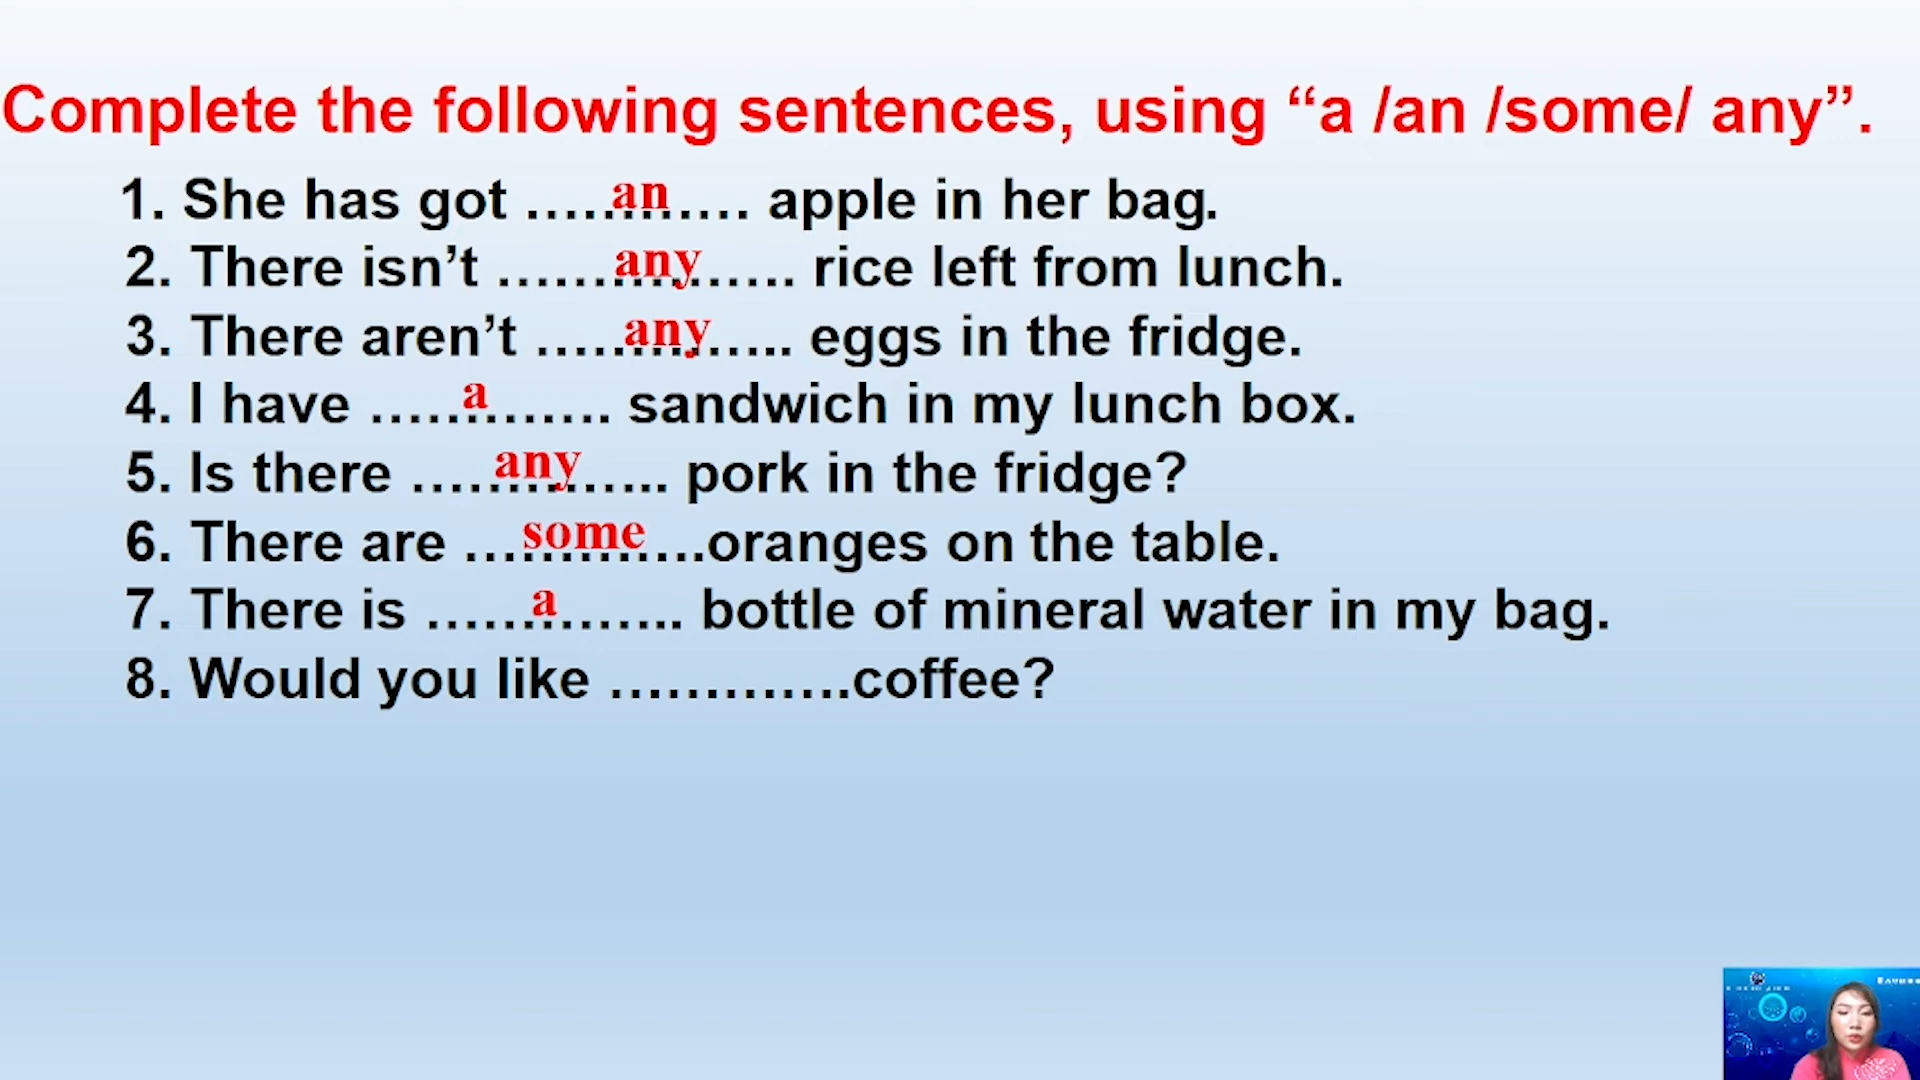 Complete the following sentences, using “a /an /some/ any”.
1. She has got ......an...... apple in her bag.
2. There isn’t ......any...... rice left from lunch.
3. There aren’t ......any...... eggs in the fridge.
4. I have ......a...... sandwich in my lunch box.
5. Is there ......any...... pork in the fridge?
6. There are ...some.......oranges on the table.
7. There is ......a........ bottle of mineral water in my bag.
8. Would you like .............coffee?